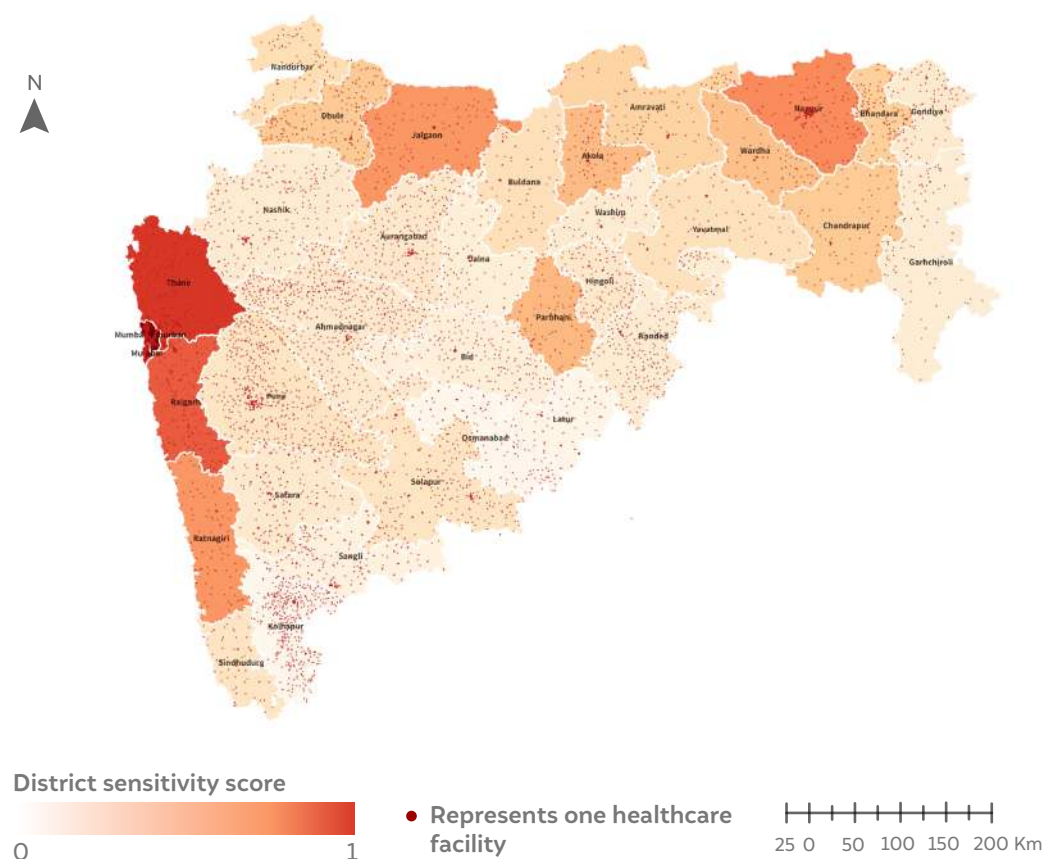 N
Nandurbar
Dhule
Jalgaon
Amravati
Nagpur
Bhandara
Gondiya
Akola
Wardha
Buldana
Nashik
Washim
Yavatmal
Chandrapur
Aurangabad
Jalna
Garhchiroli
Thane
Hingoli
Parbhani
Ahmadnagar
Nanded
Bid
Raigarh
Pune
Latur
Osmanabad
Solapur
Satara
Ratnagiri
Sangli
Kolhapur
Sindhudurg
District sensitivity score
0 1
Represents one healthcare
facility
25 0 50 100 150 200 Km